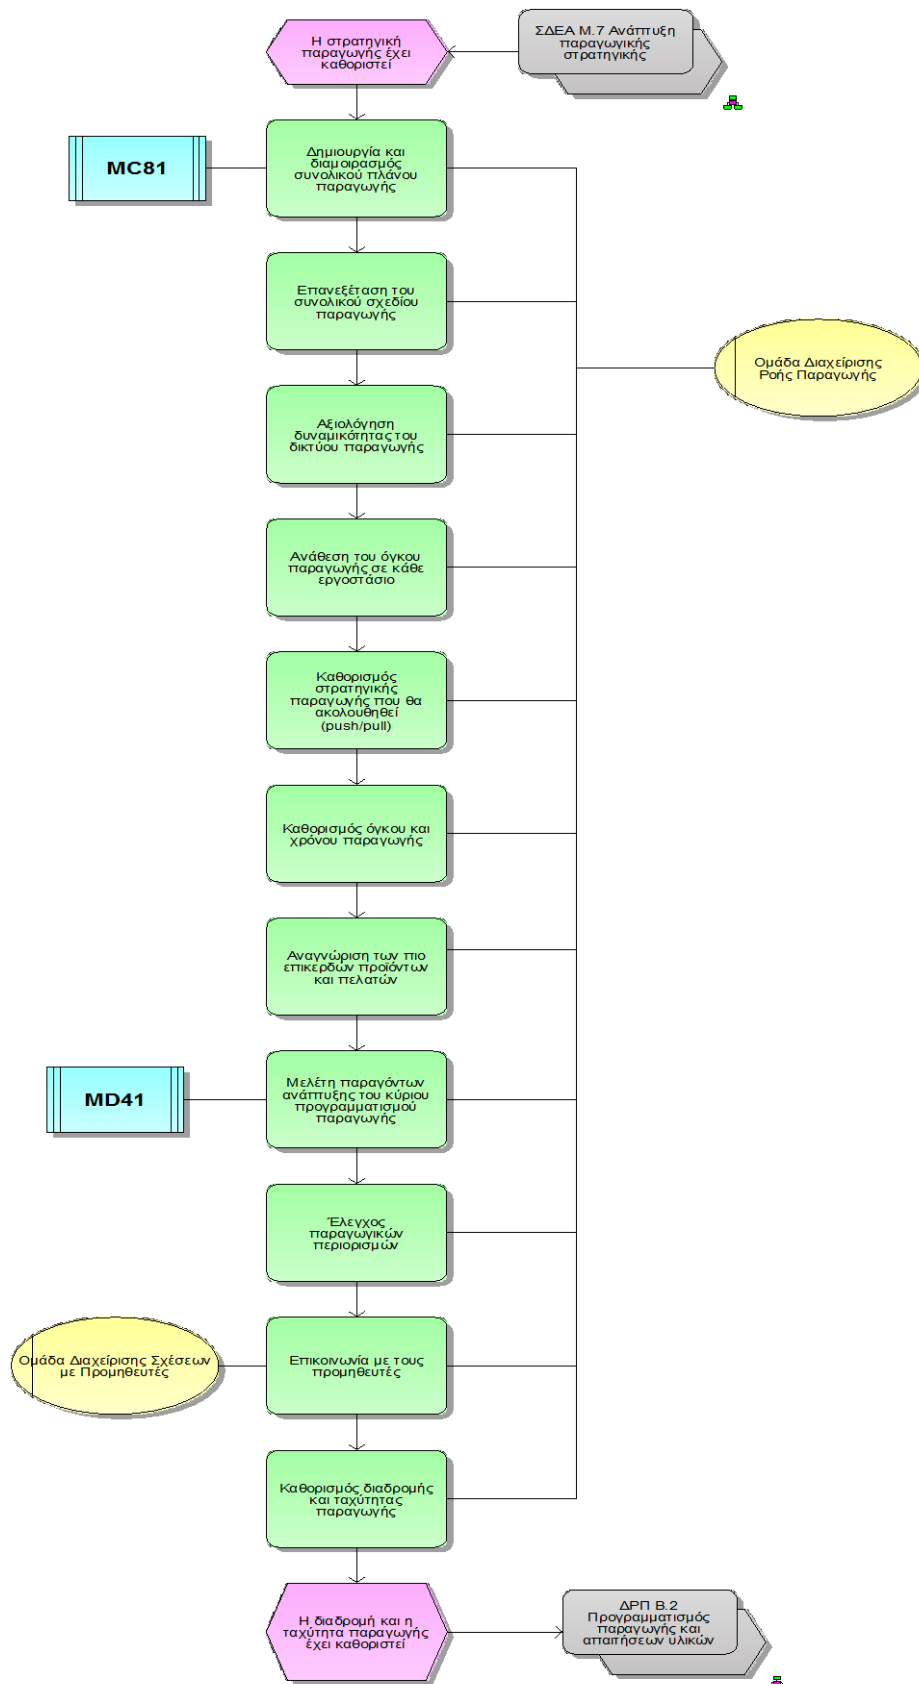 Η στρατηγική
παραγωγής έχει
καθοριστεί
ΣΔΕΑ Μ.7 Ανάπτυξη
παραγωγικής
στρατηγικής
MC81
Δημιουργία και
διαμοιρασμός
συνολικού πλάνου
παραγωγής
Επανεξέταση του
συνολικού σχεδίου
παραγωγής
Ομάδα Διαχείρισης
Ροής Παραγωγής
Αξιολόγηση
δυναμικότητας του
δικτύου παραγωγής
Ανάθεση του όγκου
παραγωγής σε κάθε
εργοστάσιο
Καθορισμός
στρατηγικής
παραγωγής που θα
ακολουθηθεί
(push/pull)
Καθορισμός όγκου και
χρόνου παραγωγής
Αναγνώριση των πιο
επικερδών προϊόντων
και πελατών
MD41
Μελέτη παραγόντων
ανάπτυξης του κύριου
προγραμματισμού
παραγωγής
Έλεγχος
παραγωγικών
περιορισμών
Ομάδα Διαχείρισης Σχέσεων
με Προμηθευτές
Επικοινωνία με τους
προμηθευτές
Καθορισμός διαδρομής
και ταχύτητας
παραγωγής
Η διαδρομή και η
ταχύτητα παραγωγής
έχει καθοριστεί
ΔΡΠ Β.2
Προγραμματισμός
παραγωγής και
απαιτήσεων υλικών